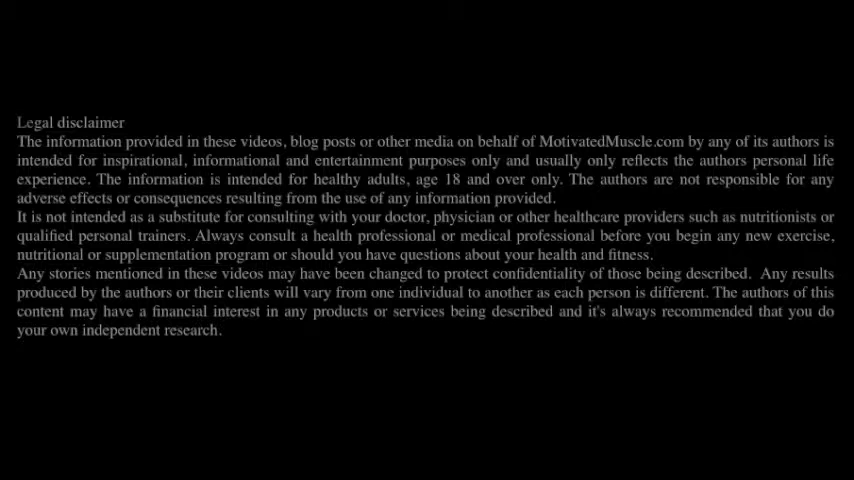 Legal disclaimer
The information provided in these videos, blog posts or other media on behalf of MotivatedMuscle.com by any of its authors is
intended for inspirational, informational and entertainment purposes only and usually only reflects the authors personal life
experience. The information is intended for healthy adults, age 18 and over only. The authors are not responsible for any
adverse effects or consequences resulting from the use of any information provided.
It is not intended as a substitute for consulting with your doctor, physician or other healthcare providers such as nutritionists or
qualified personal trainers. Always consult a health professional or medical professional before you begin any new exercise,
nutritional or supplementation program or should you have questions about your health and fitness.
Any stories mentioned in these videos may have been changed to protect confidentiality of those being described.  Any results
produced by the authors or their clients will vary from one individual to another as each person is different. The authors of this
content may have a financial interest in any products or services being described and it's always recommended that you do
your own independent research.